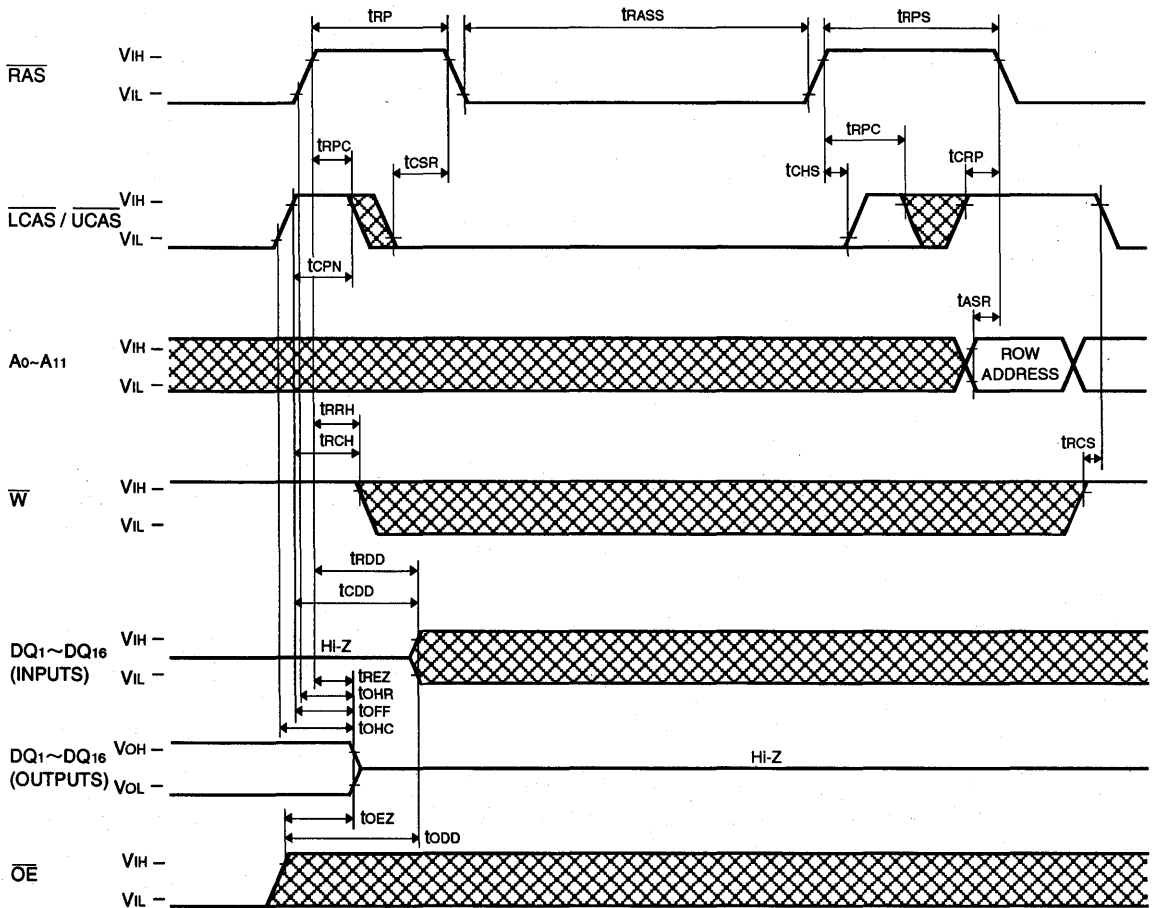 tRP
tRASS
tRPS
RAS
VIH
VIL
tRPC
tCSR
tCHS
tRPC
tCRP
LCAS / UCAS
VIH
VIL
tCPN
tASR
A0~A11
VIH
VIL
ROW
ADDRESS
tRRH
tRCH
tRCS
W
VIH
VIL
tRDD
tCDD
DQ1~DQ16
(INPUTS)
VIH
VIL
Hi-Z
tREZ
tOHR
tOFF
tOHC
DQ1~DQ16
(OUTPUTS)
VOH
VOL
Hi-Z
tOEZ
tODD
OE
VIH
VIL